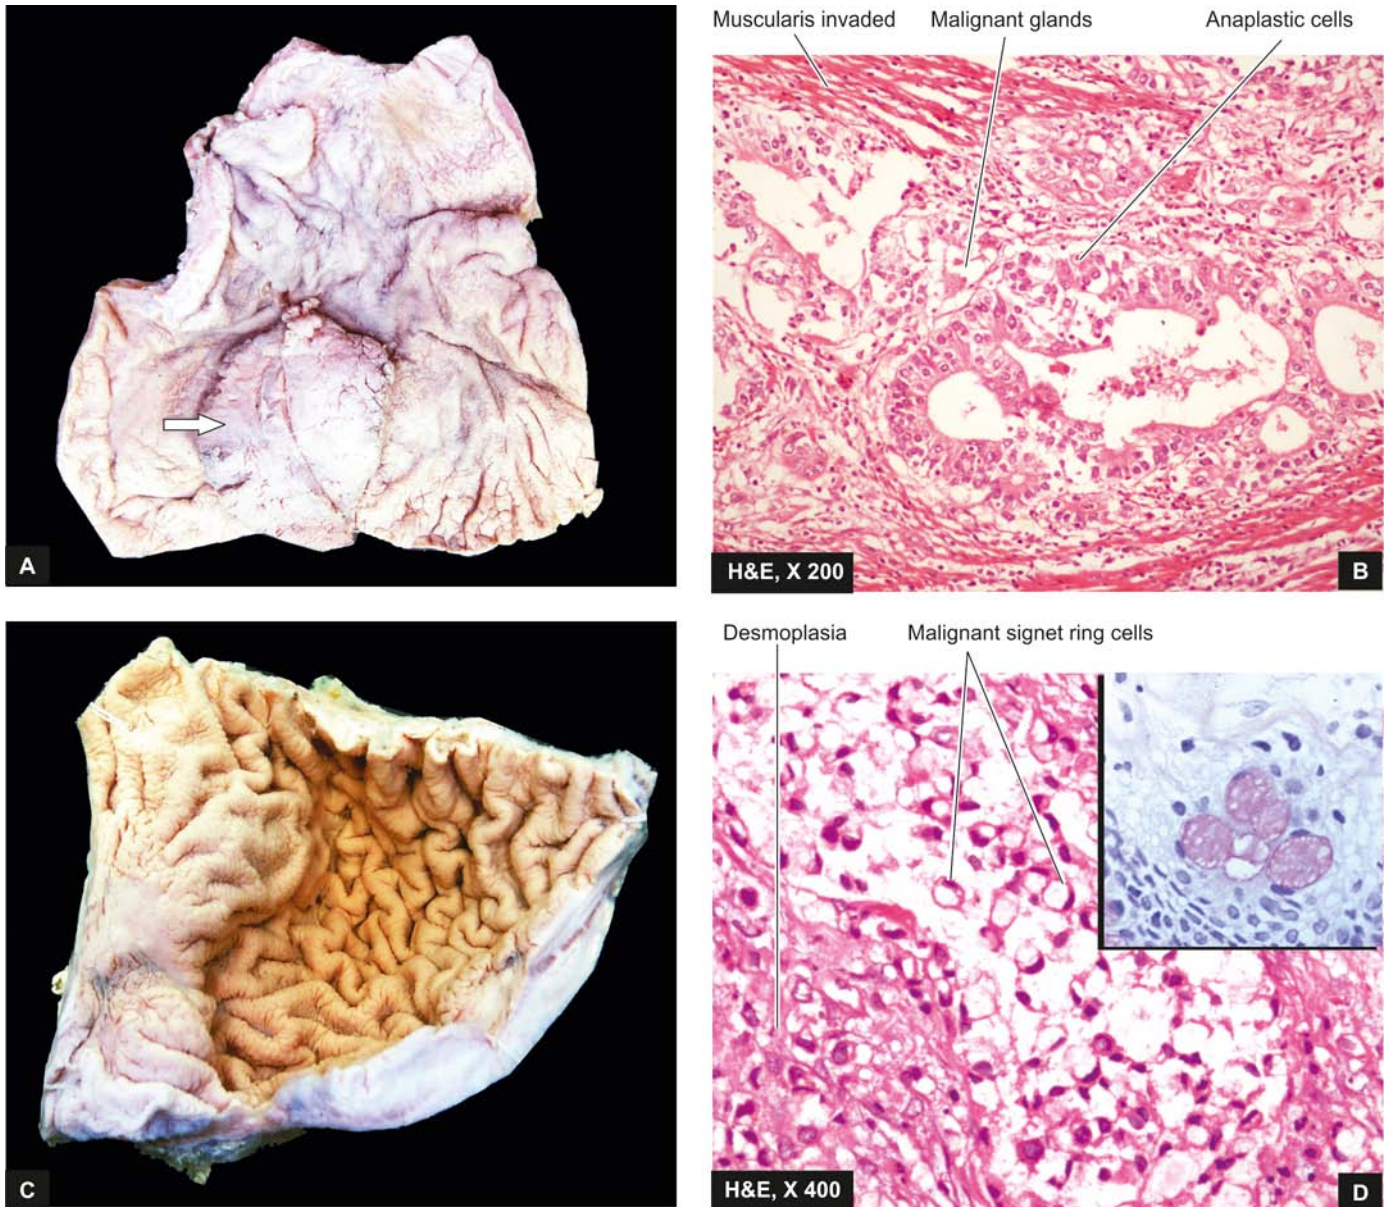 Muscularis invaded Malignant glands Anaplastic cells
A
H&E, X 200
B
Desmoplasia Malignant signet ring cells
C
H&E, X 400
D